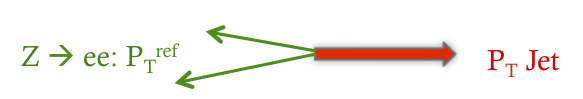 Z → ee: P_T^ref
P_T Jet